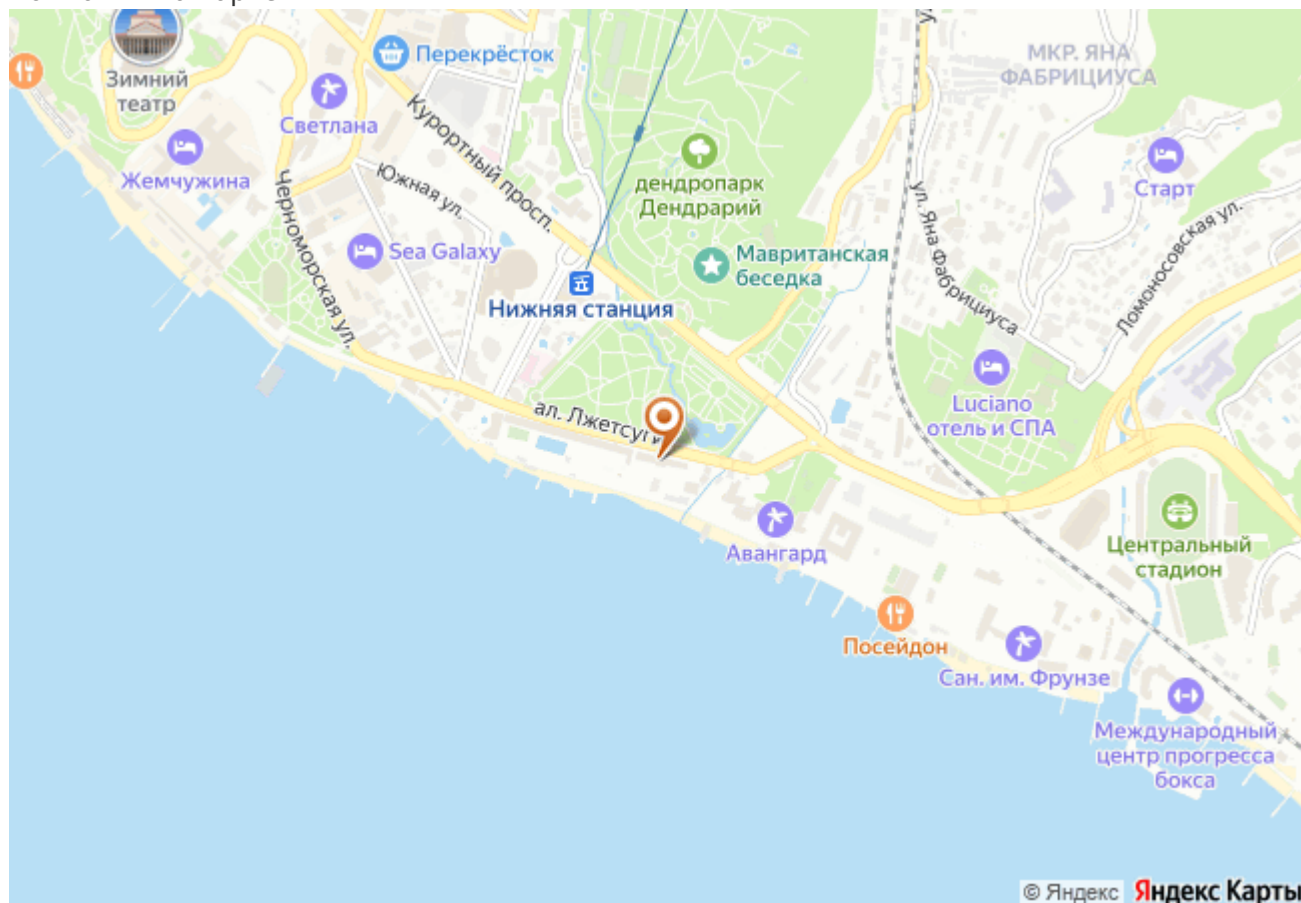 Зимний
театр
Перекрёсток
МКР. ЯНА
ФАБРИЦИУСА
Светлана
Курортный просп.
Жемчужина
Южная ул.
дендропарк
Дендрарий
Старт
Черноморская ул.
Sea Galaxy
Мавританская
беседка
ул. Яна Фабрициуса
Ломоносовская ул.
Нижняя станция
Luciano
отель и СПА
ал. Лжетсуги
Авангард
Центральный
стадион
Посейдон
Сан. им. Фрунзе
Международный
центр прогресса
бокса
© Яндекс Яндекс Карты